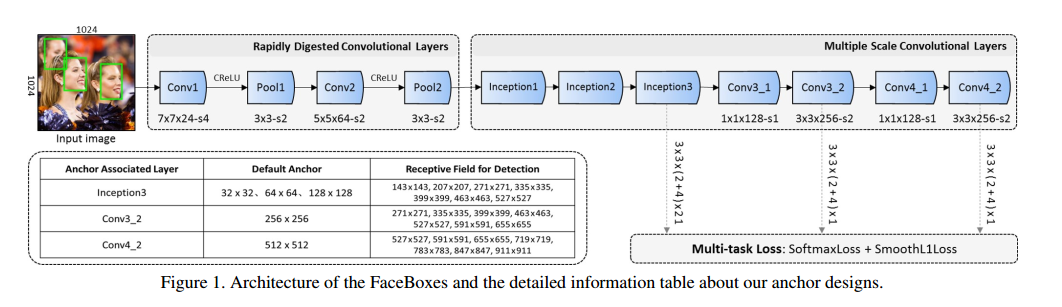 1024
1024
Input image
Rapidly Digested Convolutional Layers
Conv1
CReLU
Pool1
Conv2
CReLU
Pool2
7x7x24-s4
3x3-s2
5x5x64-s2
3x3-s2
Multiple Scale Convolutional Layers
Inception1
Inception2
Inception3
Conv3_1
Conv3_2
Conv4_1
Conv4_2
1x1x128-s1
3x3x256-s2
1x1x128-s1
3x3x256-s2
3x3x(2+4)x21
3x3x(2+4)x1
3x3x(2+4)x1
Multi-task Loss: SoftmaxLoss + SmoothL1Loss
Anchor Associated Layer Default Anchor Receptive Field for Detection
Inception3 32 x 32、64 x 64、128 x 128 143x143, 207x207, 271x271, 335x335,
399x399, 463x463, 527x527
Conv3_2 256 x 256 271x271, 335x335, 399x399, 463x463,
527x527, 591x591, 655x655
Conv4_2 512 x 512 527x527, 591x591, 655x655, 719x719,
783x783, 847x847, 911x911
Figure 1. Architecture of the FaceBoxes and the detailed information table about our anchor designs.